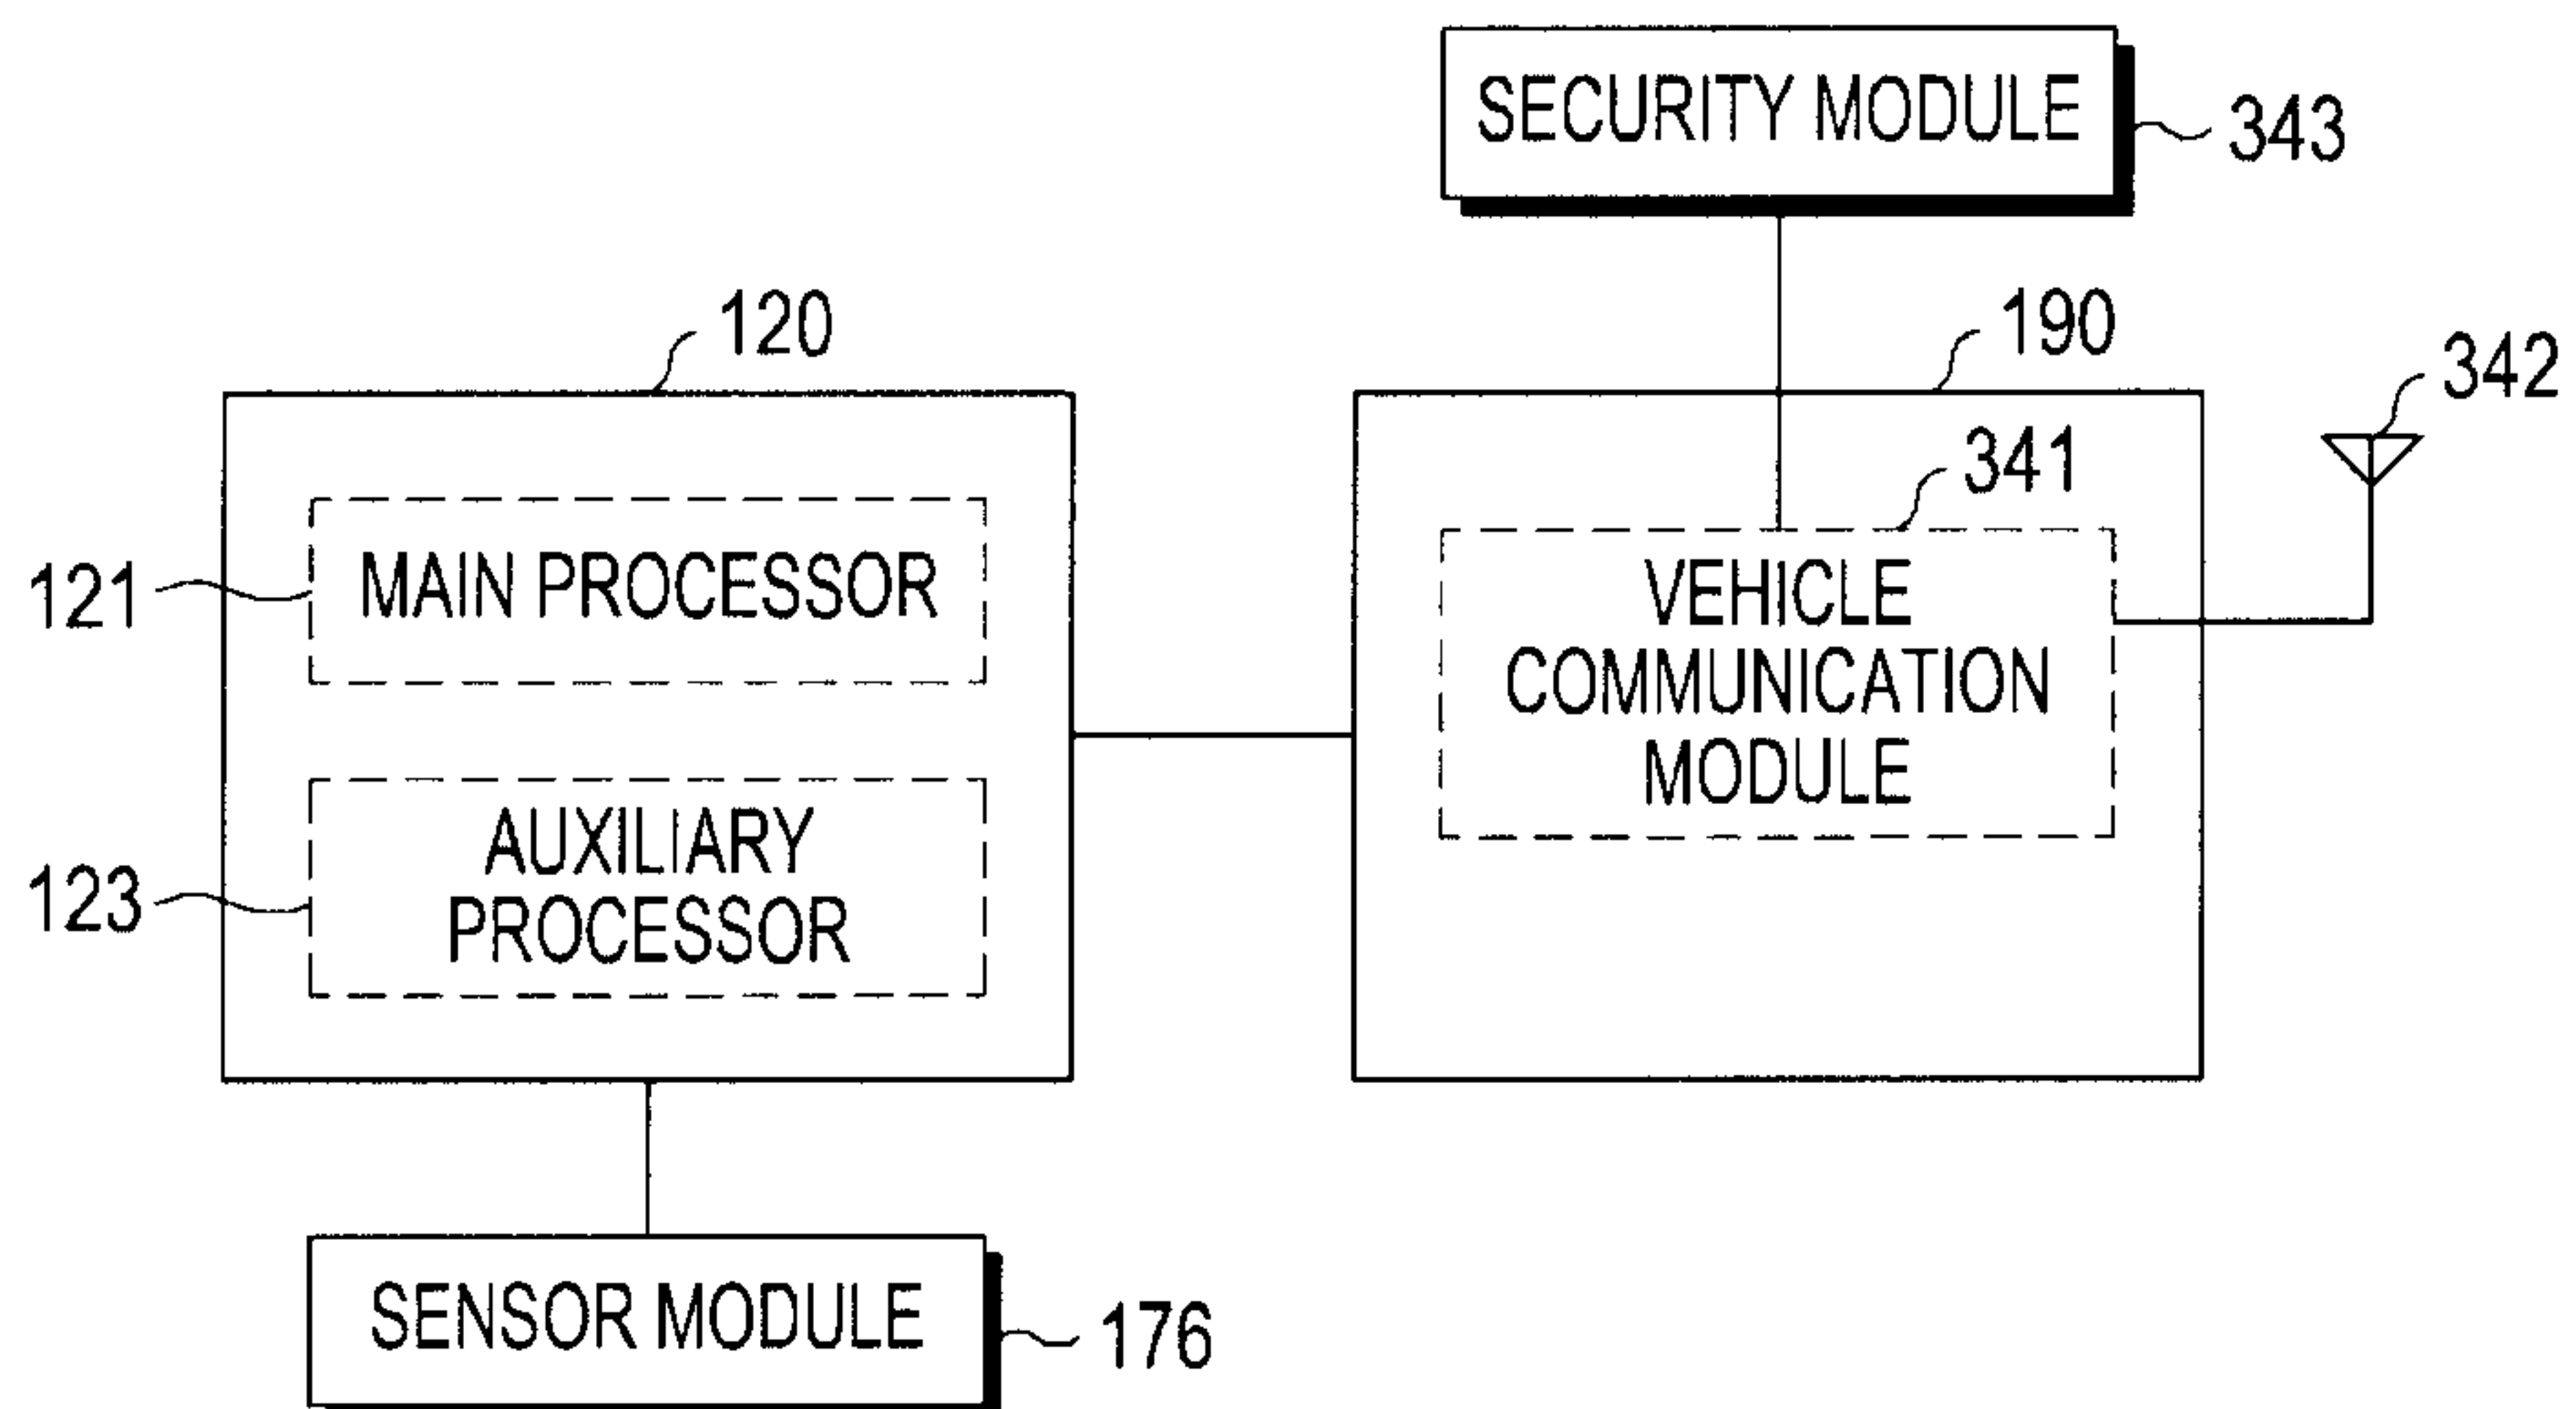 SECURITY MODULE
343
120
190
342
341
121
MAIN PROCESSOR
VEHICLE
COMMUNICATION
MODULE
123
AUXILIARY
PROCESSOR
SENSOR MODULE
176